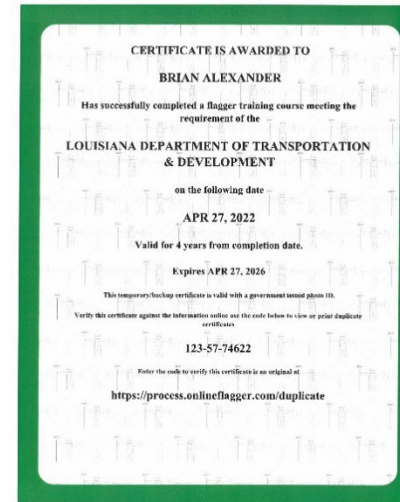 CERTIFICATE IS AWARDED TO
BRIAN ALEXANDER
Has successfully completed a flagger training course meeting the
requirement of the
LOUISIANA DEPARTMENT OF TRANSPORTATION
& DEVELOPMENT
on the following date
APR 27, 2022
Valid for 4 years from completion date.
Expires APR 27, 2026
This temporary/backup certificate is valid with a government issued photo ID.
Verify this certificate against the information online use the code below to view or print duplicate
certificates
123-57-74622
Enter the code to verify this certificate is an original at
https://process.onlineflagger.com/duplicate